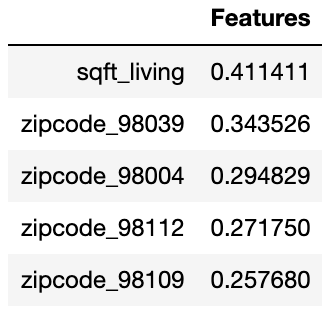 Features
sqft_living 0.411411
zipcode_98039 0.343526
zipcode_98004 0.294829
zipcode_98112 0.271750
zipcode_98109 0.257680